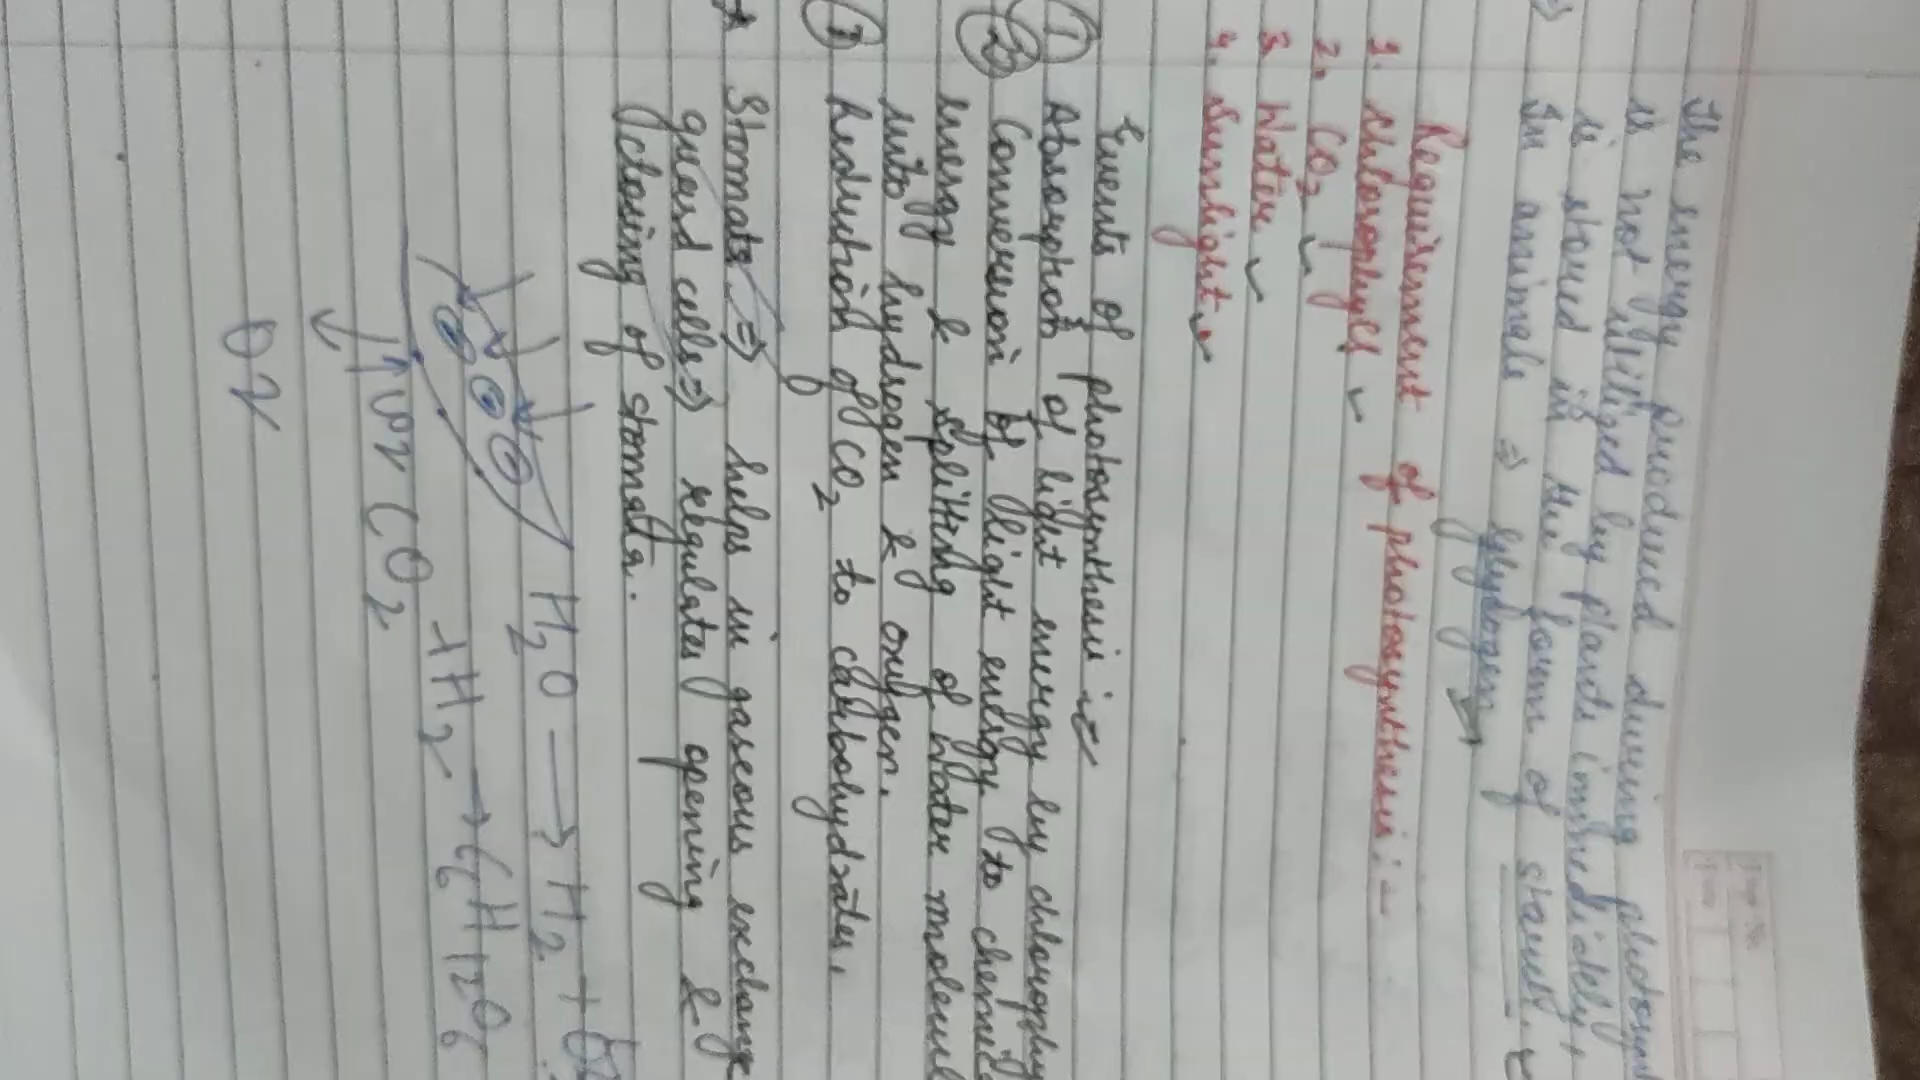 The energy produced during photosynt
is not utilized by plants immediately,
is stored in the form of starch.
⇒ In animals ⇒ glycogen
Requirement of photosynthesis :-
1. chlorophyll
2. CO2
3. Water
4. Sunlight
Events of photosynthesis :-
① Absorption of light energy by chlorophyll
② Conversion of light energy to chemica
energy & splitting of water molecul
into hydrogen & oxygen.
③ Reduction of CO2 to carbohydrates.
* Stomata ⇒ helps in gaseous exchange
guard cells ⇒ regulates opening &
closing of stomata.
H2O → H2 +
+H2 → C6H12O6
CO2